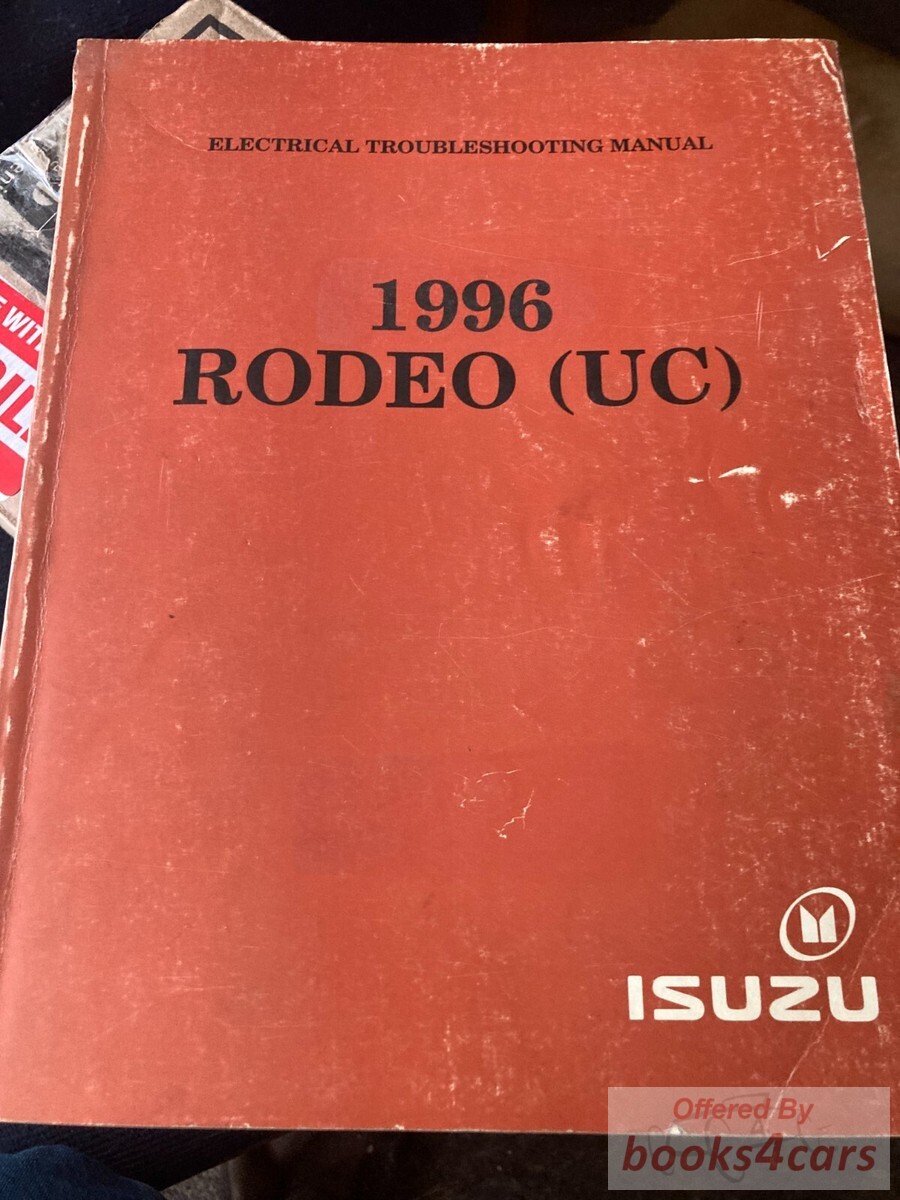 ELECTRICAL TROUBLESHOOTING MANUAL
1996
RODEO (UC)
ISUZU
Offered By
books4cars